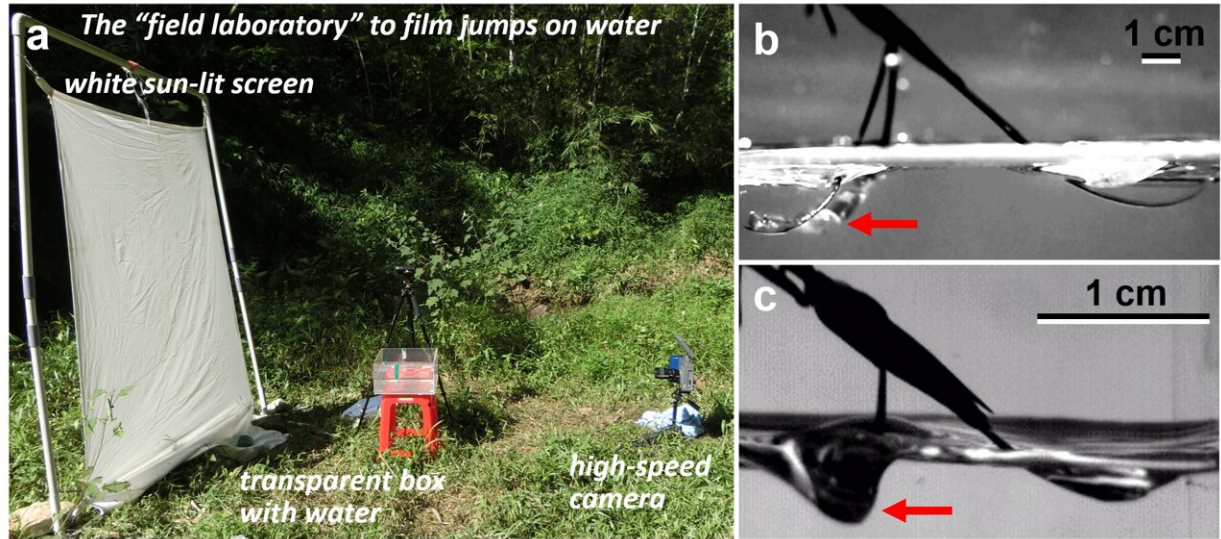 a
The “field laboratory” to film jumps on water
white sun-lit screen
transparent box
with water
high-speed
camera
b
1 cm
c
1 cm